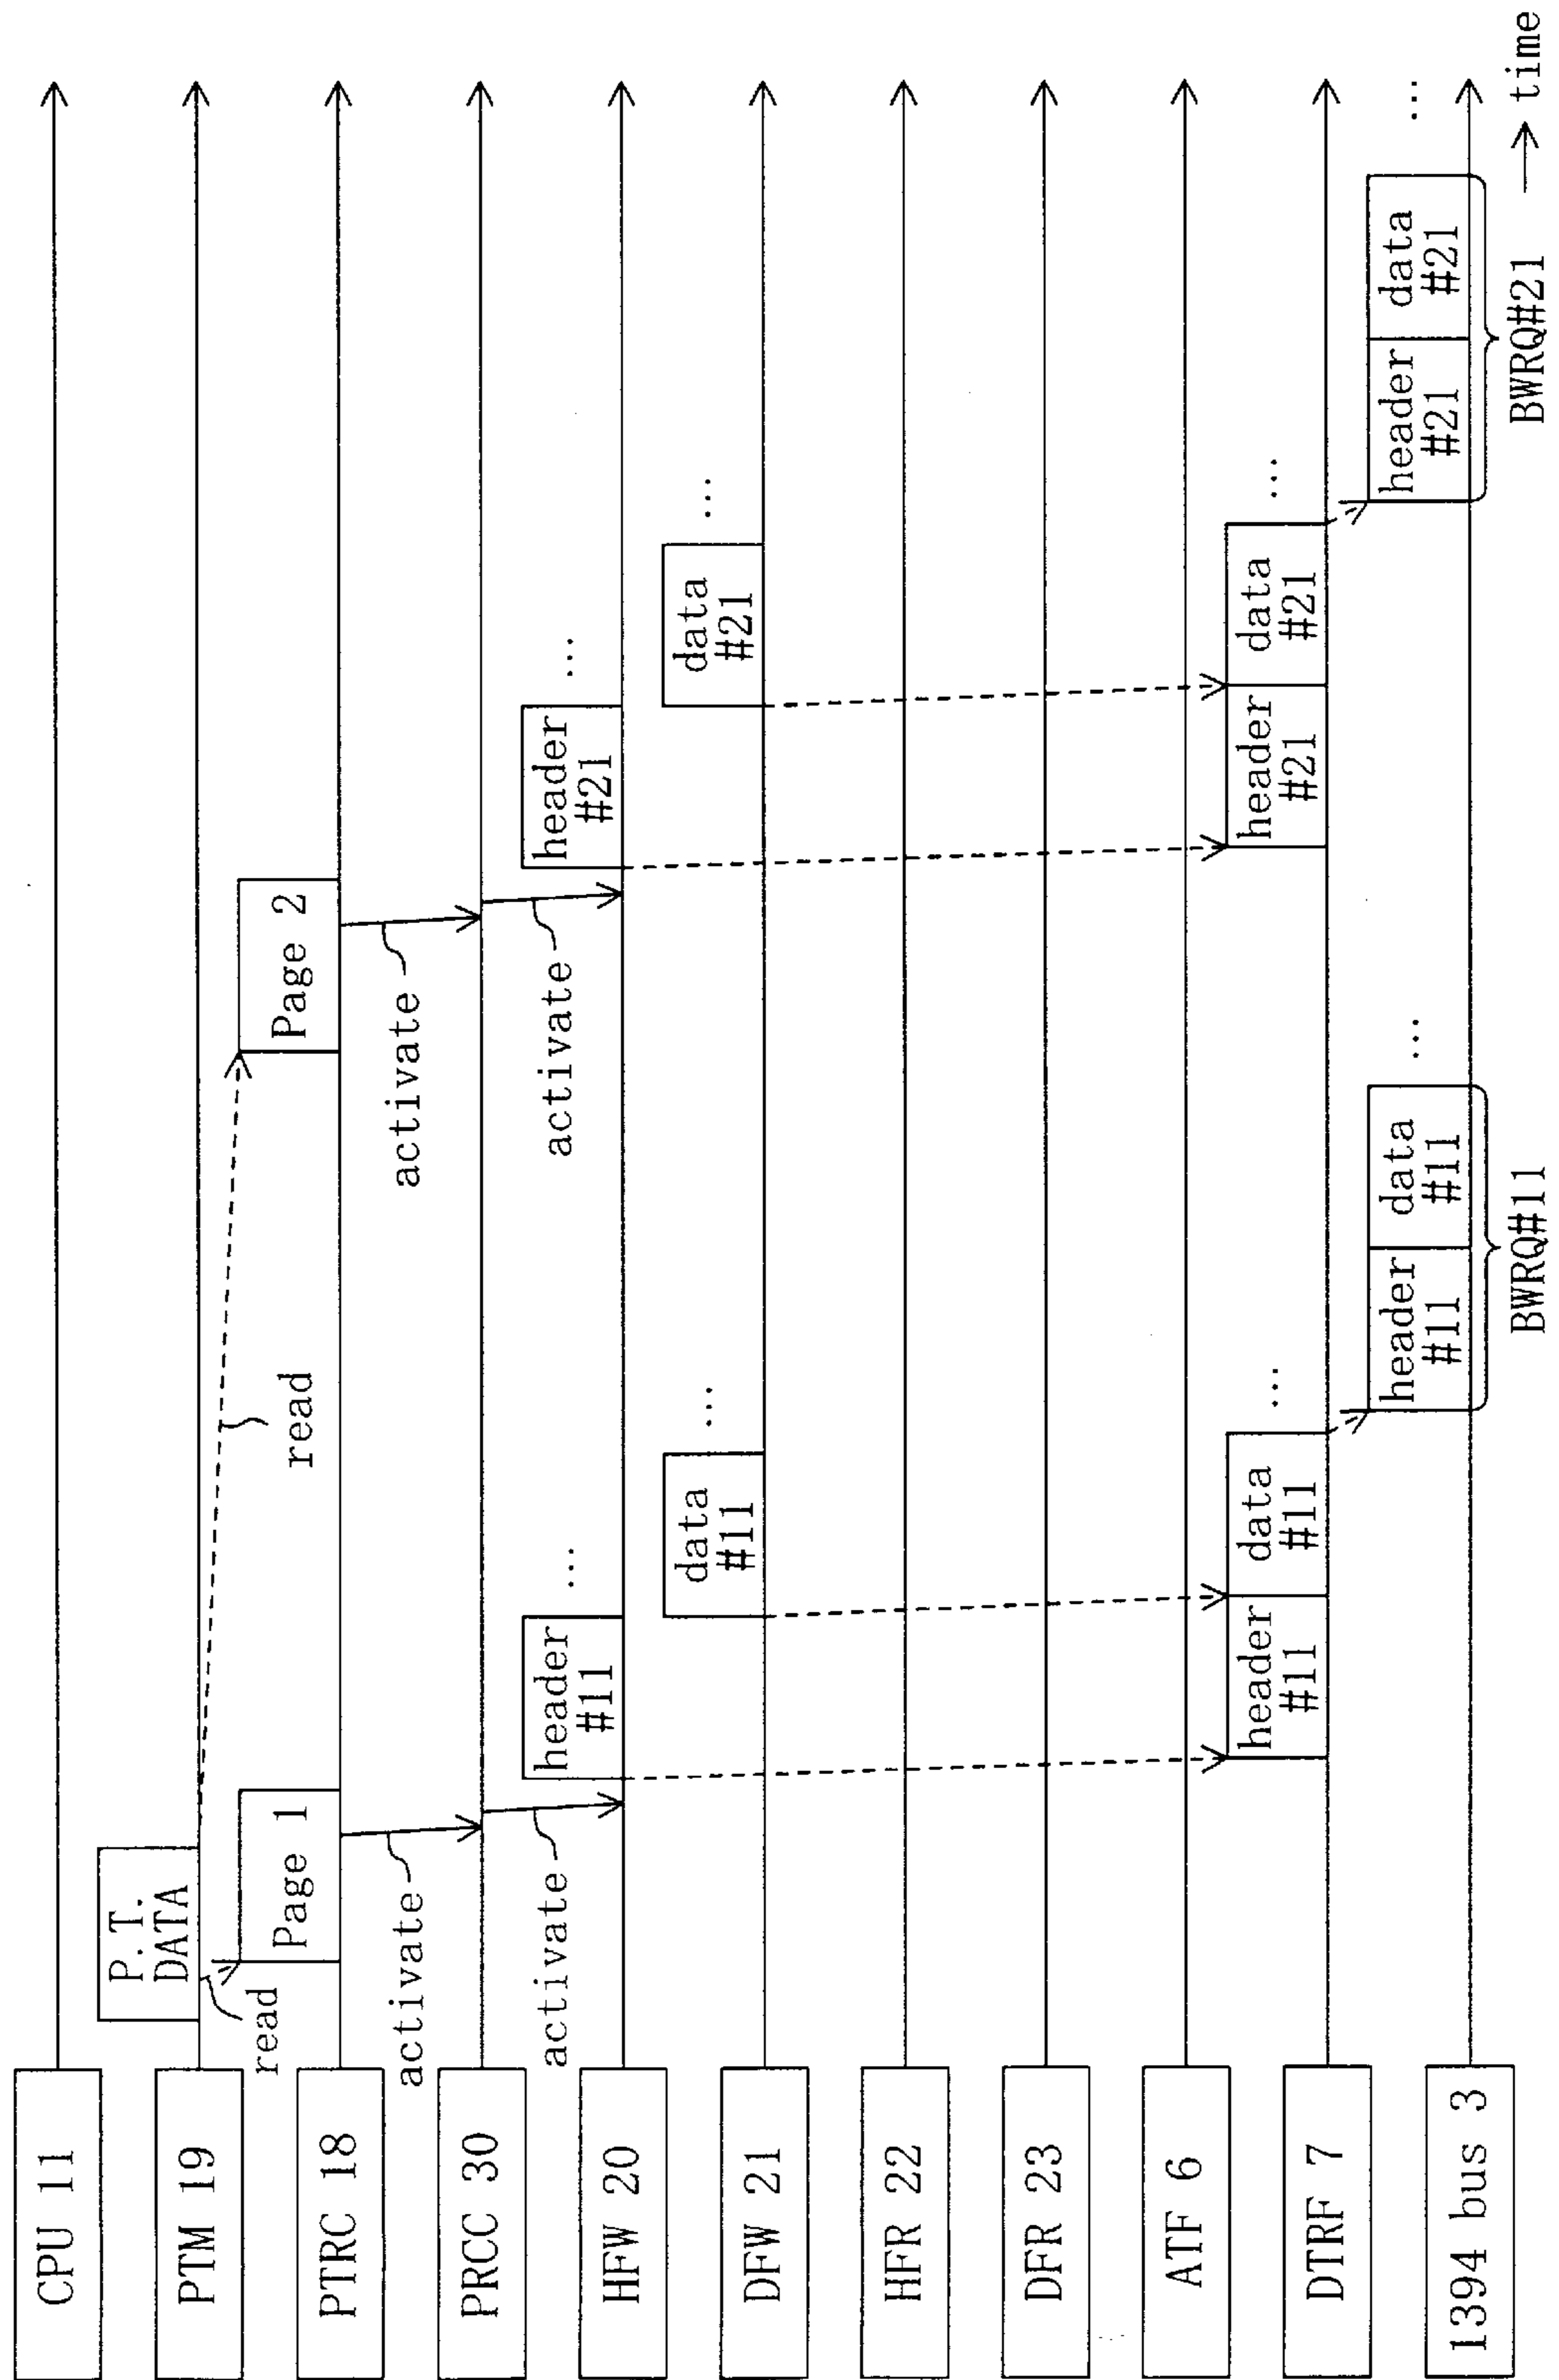 CPU 11
PTM 19
P.T.
DATA
read
read
PTRC 18
Page 1
Page 2
activate
activate
PRCC 30
activate
activate
HFW 20
header
#11
...
header
#21
...
DFW 21
data
#11
...
data
#21
...
HFR 22
DFR 23
ATF 6
DTRF 7
header
#11
data
#11
...
header
#21
data
#21
...
1394 bus 3
header
#11
data
#11
...
header
#21
data
#21
...
BWRQ#11
BWRQ#21
time